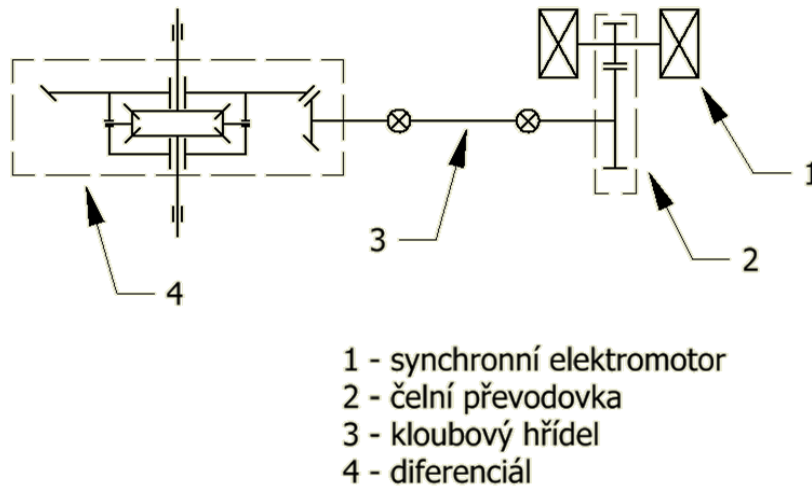 1
2
3
4
1 - synchronní elektromotor
2 - čelní převodovka
3 - kloubový hřídel
4 - diferenciál